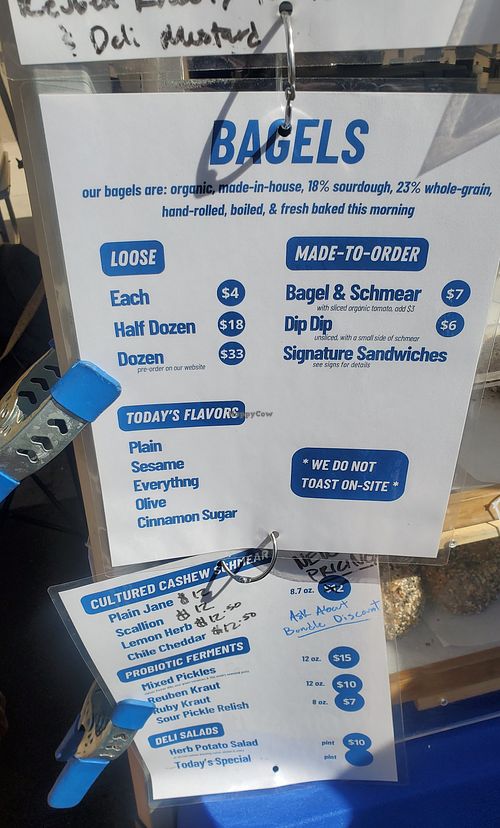 & Deli Mustard
BAGELS
our bagels are: organic, made-in-house, 18% sourdough, 23% whole-grain,
hand-rolled, boiled, & fresh baked this morning
LOOSE
Each $4
Half Dozen $18
Dozen $33
pre-order on our website
MADE-TO-ORDER
Bagel & Schmear $7
with sliced organic tomato, add $3
Dip Dip $6
unsliced, with a small side of schmear
Signature Sandwiches
see signs for details
TODAY'S FLAVORS
HappyCow
Plain
Sesame
Everythng
Olive
Cinnamon Sugar
* WE DO NOT
TOAST ON-SITE *
CULTURED CASHEW SCHMEAR
NEW
PRICING
8.7 oz. $12
Plain Jane $12
Scallion $12
Lemon Herb $12.50
Chile Cheddar $12.50
Ask About
Bundle Discount
PROBIOTIC FERMENTS
Mixed Pickles 12 oz. $15
Reuben Kraut 12 oz. $10
Ruby Kraut
Sour Pickle Relish 8 oz. $7
DELI SALADS
Herb Potato Salad pint $10
Today's Special pint